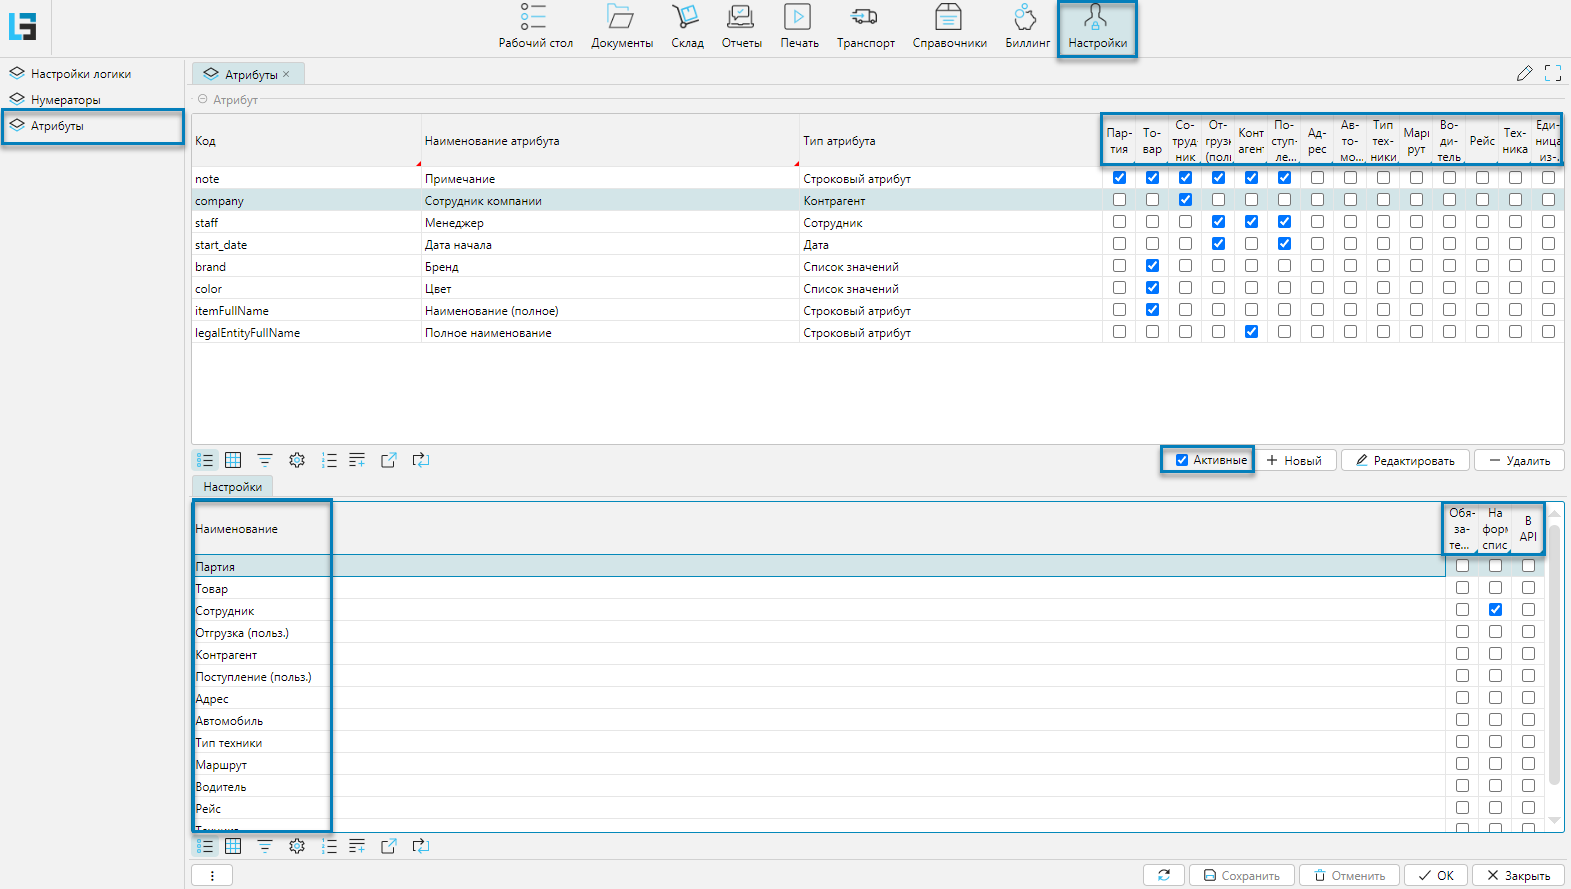 Рабочий стол Документы Склад Отчеты Печать Транспорт Справочники Биллинг Настройки
Настройки логики
Нумераторы
Атрибуты
Атрибуты ×
Атрибут
Код Наименование атрибута Тип атрибута
Пар-
тия
То-
вар
Со-
труд-
ник
От-
груз
(пол
Конт
аген
По-
ступ-
ле...
Ад-
рес
Ав-
то-
мо...
Тип
тех-
ники
Мар
рут
Во-
ди-
тель
Рейс
Тех-
ника
Еди-
ница
из-...
note Примечание Строковый атрибут
company Сотрудник компании Контрагент
staff Менеджер Сотрудник
start_date Дата начала Дата
brand Бренд Список значений
color Цвет Список значений
itemFullName Наименование (полное) Строковый атрибут
legalEntityFullName Полное наименование Строковый атрибут
Активные + Новый Редактировать — Удалить
Настройки
Наименование
Обя-
за-
те...
На
фор
спис
В
API
Партия
Товар
Сотрудник
Отгрузка (польз.)
Контрагент
Поступление (польз.)
Адрес
Автомобиль
Тип техники
Маршрут
Водитель
Рейс
Техника
Сохранить Отменить ОК Закрыть